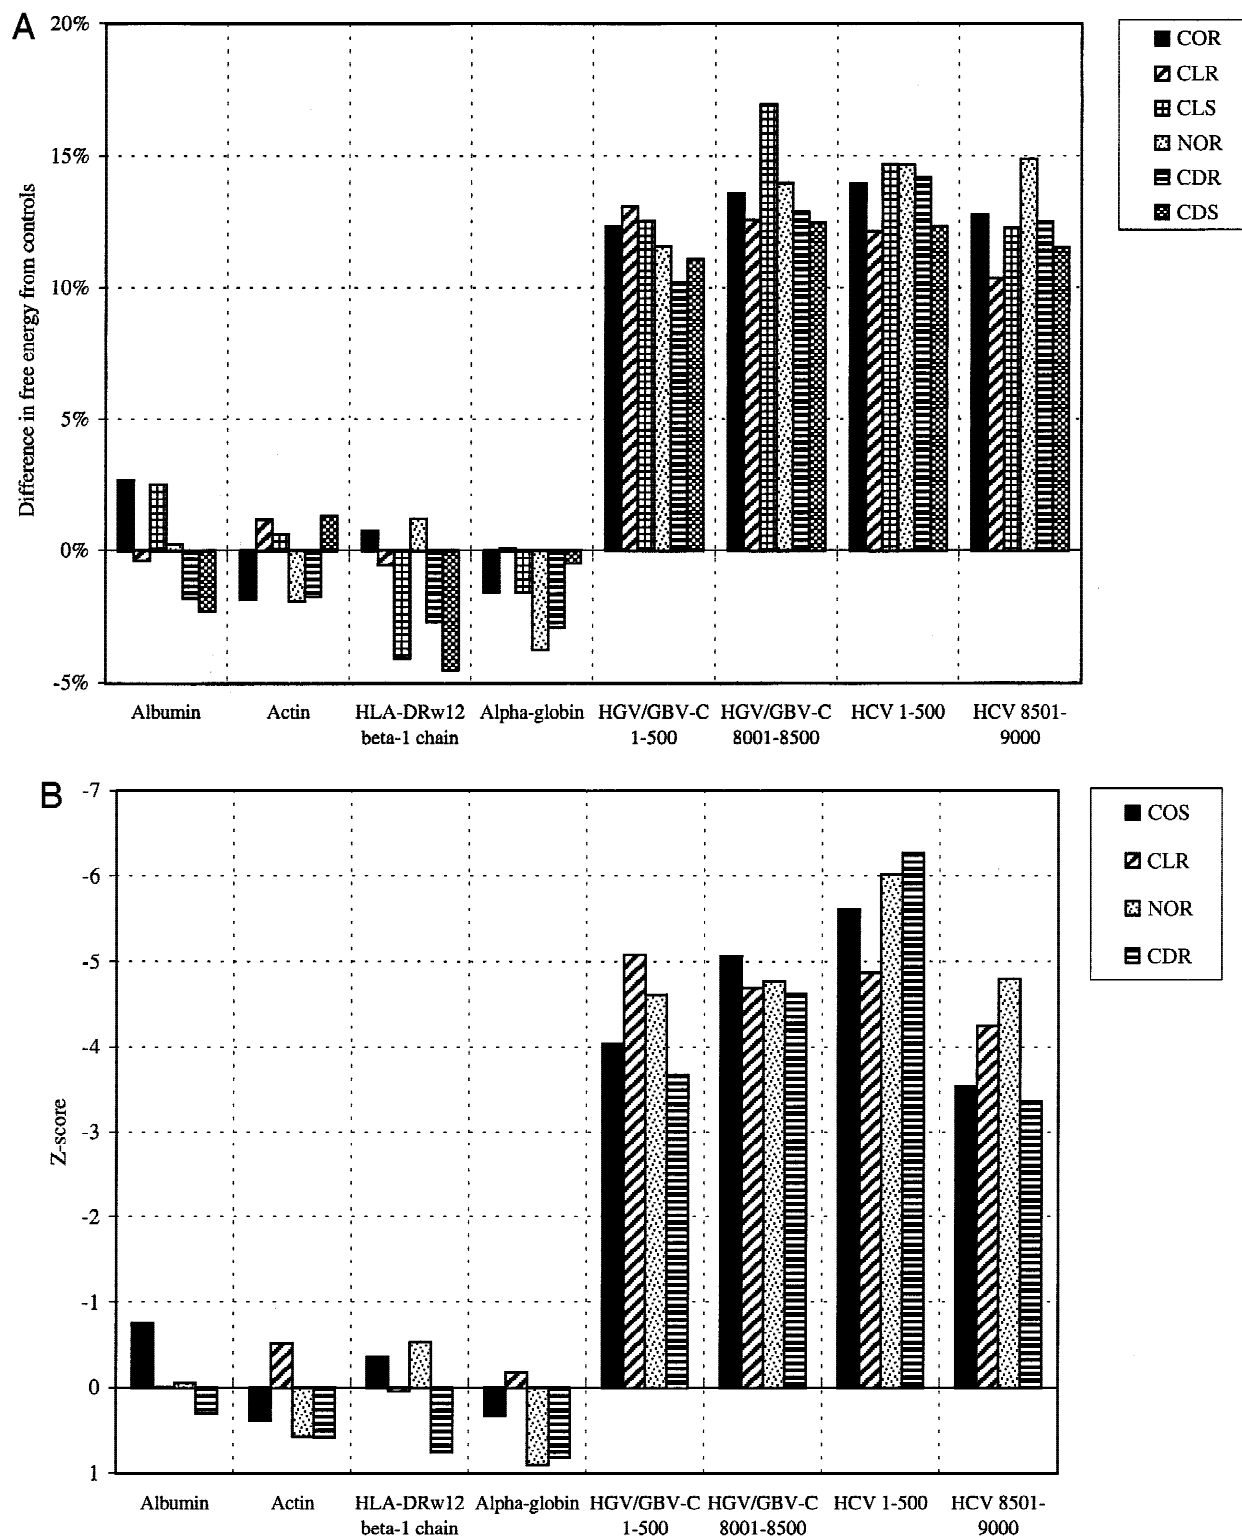 A
20%
15%
10%
5%
0%
-5%
Difference in free energy from controls
COR
CLR
CLS
NOR
CDR
CDS
Albumin
Actin
HLA-DRw12
beta-1 chain
Alpha-globin
HGV/GBV-C
1-500
HGV/GBV-C
8001-8500
HCV 1-500
HCV 8501-
9000
B
-7
-6
-5
-4
-3
-2
-1
0
1
Z-score
COS
CLR
NOR
CDR
Albumin
Actin
HLA-DRw12
beta-1 chain
Alpha-globin
HGV/GBV-C
1-500
HGV/GBV-C
8001-8500
HCV 1-500
HCV 8501-
9000